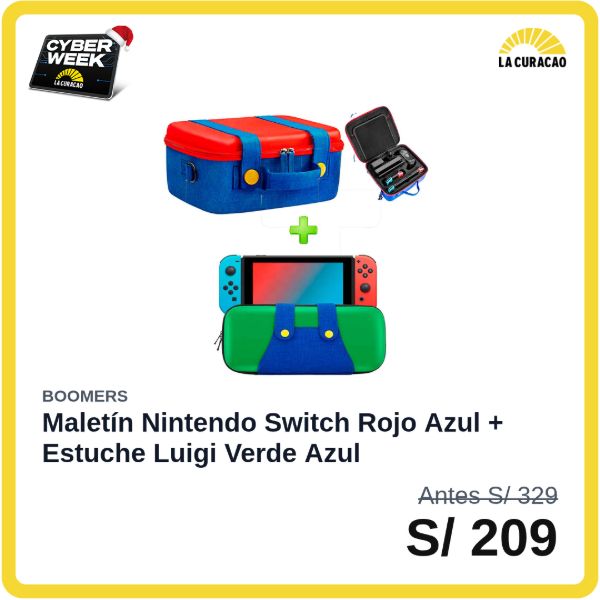 CYBER
WEEK
LA CURACAO
LA CURACAO
BOOMERS
Maletín Nintendo Switch Rojo Azul +
Estuche Luigi Verde Azul
Antes S/ 329
S/ 209